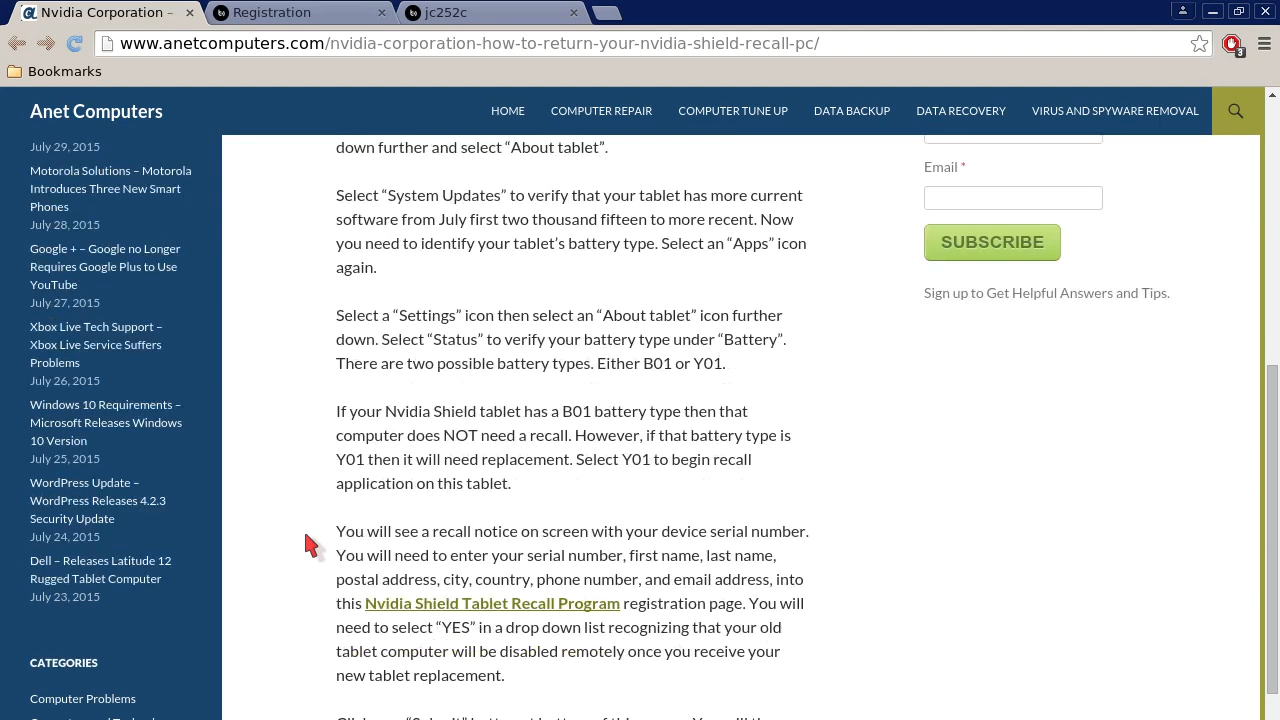 Nvidia Corporation –
Registration
jc252c
www.anetcomputers.com/nvidia-corporation-how-to-return-your-nvidia-shield-recall-pc/
3
Bookmarks
Anet Computers
HOME
COMPUTER REPAIR
COMPUTER TUNE UP
DATA BACKUP
DATA RECOVERY
VIRUS AND SPYWARE REMOVAL
July 29, 2015
Motorola Solutions – Motorola
Introduces Three New Smart
Phones
July 28, 2015
Google + – Google no Longer
Requires Google Plus to Use
YouTube
July 27, 2015
Xbox Live Tech Support –
Xbox Live Service Suffers
Problems
July 26, 2015
Windows 10 Requirements –
Microsoft Releases Windows
10 Version
July 25, 2015
WordPress Update –
WordPress Releases 4.2.3
Security Update
July 24, 2015
Dell – Releases Latitude 12
Rugged Tablet Computer
July 23, 2015
CATEGORIES
Computer Problems
down further and select “About tablet”.
Select “System Updates” to verify that your tablet has more current
software from July first two thousand fifteen to more recent. Now
you need to identify your tablet’s battery type. Select an “Apps” icon
again.
Select a “Settings” icon then select an “About tablet” icon further
down. Select “Status” to verify your battery type under “Battery”.
There are two possible battery types. Either B01 or Y01.
If your Nvidia Shield tablet has a B01 battery type then that
computer does NOT need a recall. However, if that battery type is
Y01 then it will need replacement. Select Y01 to begin recall
application on this tablet.
You will see a recall notice on screen with your device serial number.
You will need to enter your serial number, first name, last name,
postal address, city, country, phone number, and email address, into
this Nvidia Shield Tablet Recall Program registration page. You will
need to select “YES” in a drop down list recognizing that your old
tablet computer will be disabled remotely once you receive your
new tablet replacement.
Email *
SUBSCRIBE
Sign up to Get Helpful Answers and Tips.